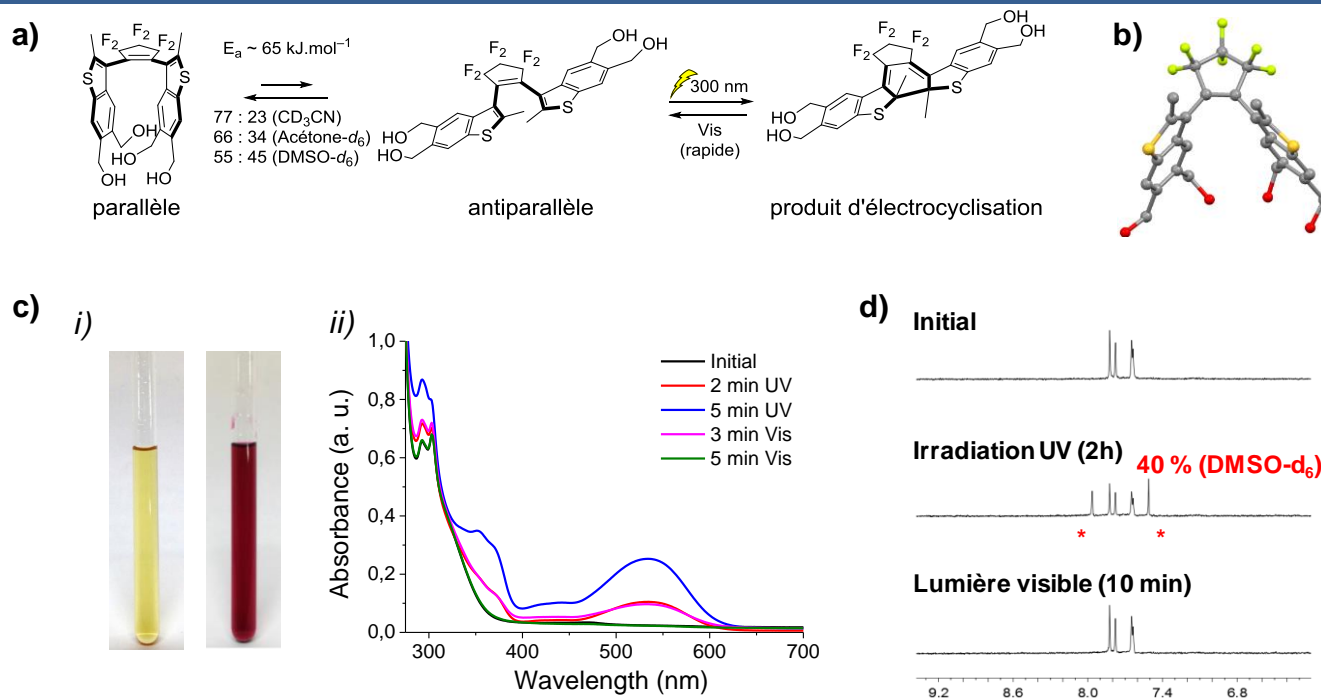 a)
F2
F2
F2
S
S
OH
HO
OH
HO
Ea ~ 65 kJ.mol–1
77 : 23 (CD3CN)
66 : 34 (Acétone-d6)
55 : 45 (DMSO-d6)
parallèle
F2
F2
F2
OH
OH
S
S
HO
HO
antiparallèle
300 nm
Vis
(rapide)
F2
F2
F2
OH
OH
S
S
HO
HO
produit d'électrocyclisation
b)
c)
i)
ii)
Absorbance (a. u.)
1,0
0,8
0,6
0,4
0,2
0,0
300
400
500
600
700
Wavelength (nm)
Initial
2 min UV
5 min UV
3 min Vis
5 min Vis
d)
Initial
Irradiation UV (2h)
40 % (DMSO-d6)
* *
Lumière visible (10 min)
9.2 8.6 8.0 7.4 6.8